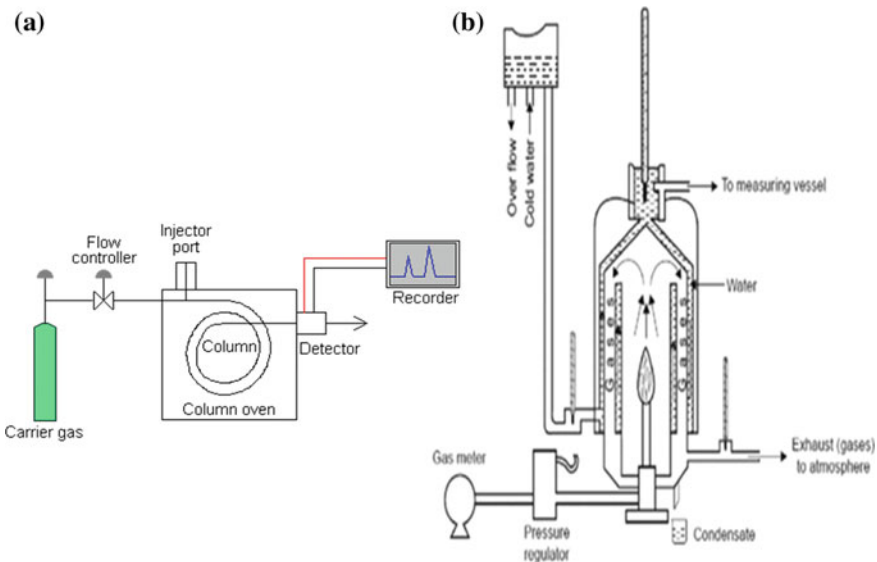 (a)
Flow
controller
Injector
port
Recorder
Column
Detector
Column oven
Carrier gas
(b)
Over flow
Cold water
To measuring vessel
Water
Gases
Gases
Exhaust (gases)
to atmosphere
Gas meter
Pressure
regulator
Condensate